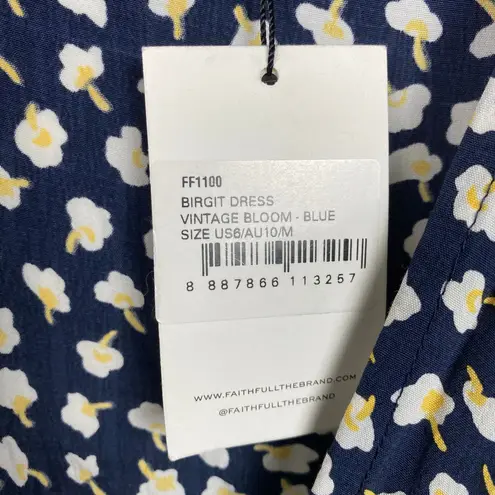 FF1100
BIRGIT DRESS
VINTAGE BLOOM - BLUE
SIZE US6/AU10/M
8 887866 113257
WWW.FAITHFULLTHEBRAND.COM
@FAITHFULLTHEBRAND